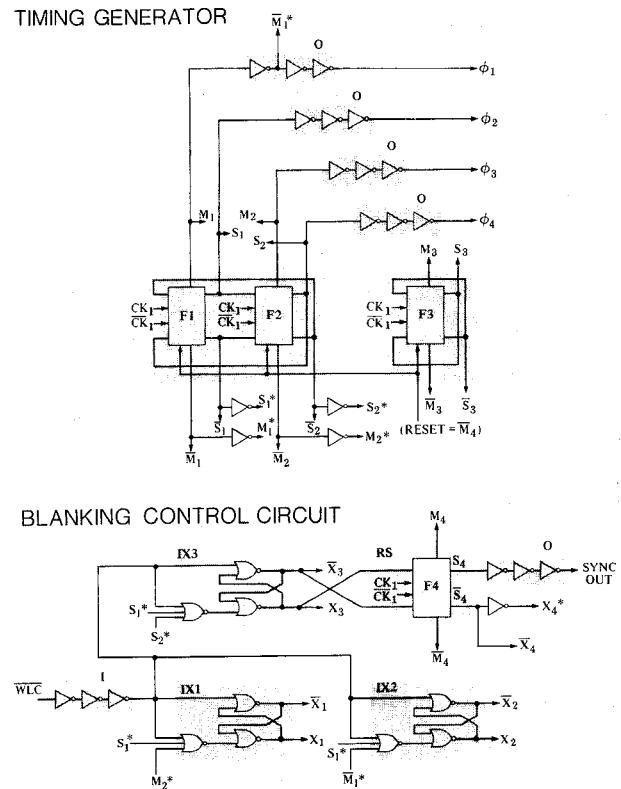 TIMING GENERATOR
M̅₁*
O
ϕ₁
O
ϕ₂
O
ϕ₃
O
ϕ₄
M₁
M₂
S₁
S₂
M₃
S₃
CK₁
C̅K̅₁
F1
CK₁
C̅K̅₁
F2
CK₁
C̅K̅₁
F3
S₁*
S₂*
S̅₁
M₁*
S̅₂
M₂*
M̅₁
M̅₂
M̅₃
S̅₃
(RESET = M̅₄)
BLANKING CONTROL CIRCUIT
M₄
IX3
X̅₃
RS
S₄
O
SYNC
OUT
CK₁
C̅K̅₁
F4
S₁*
X₃
S̅₄
X₄*
S₂*
M̅₄
X̅₄
W̅L̅C̅
I
IX1
X̅₁
IX2
X̅₂
S₁*
X₁
S₁*
X₂
M₂*
M̅₁*